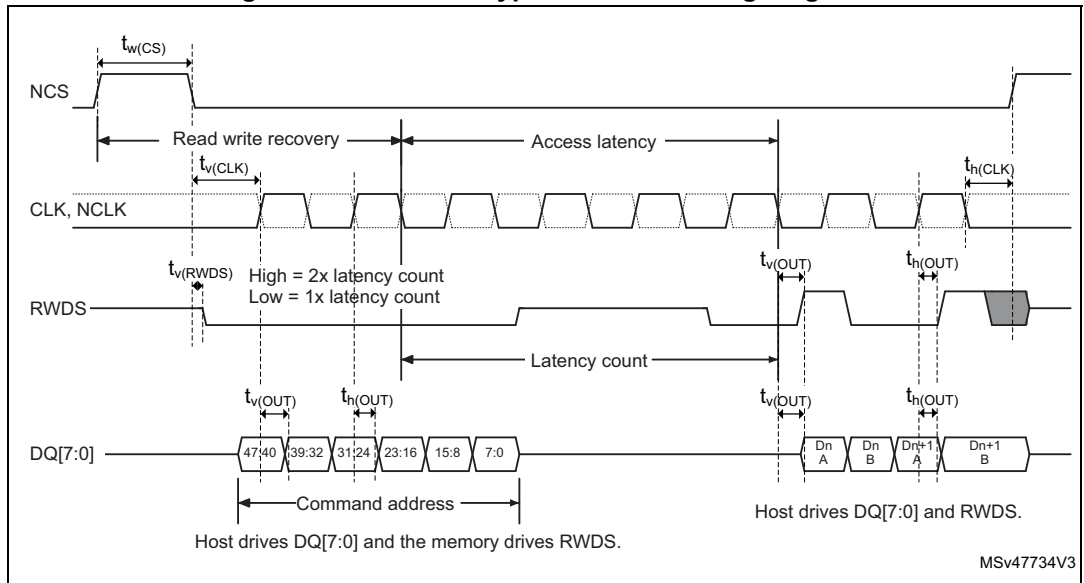 tw(CS)
NCS
Read write recovery
Access latency
tv(CLK)
th(CLK)
CLK, NCLK
tv(RWDS)
High = 2x latency count
Low = 1x latency count
tv(OUT)
th(OUT)
RWDS
Latency count
tv(OUT)
th(OUT)
tv(OUT)
th(OUT)
DQ[7:0]
47:40
39:32
31:24
23:16
15:8
7:0
Dn
A
Dn
B
Dn+1
A
Dn+1
B
Command address
Host drives DQ[7:0] and RWDS.
Host drives DQ[7:0] and the memory drives RWDS.
MSv47734V3